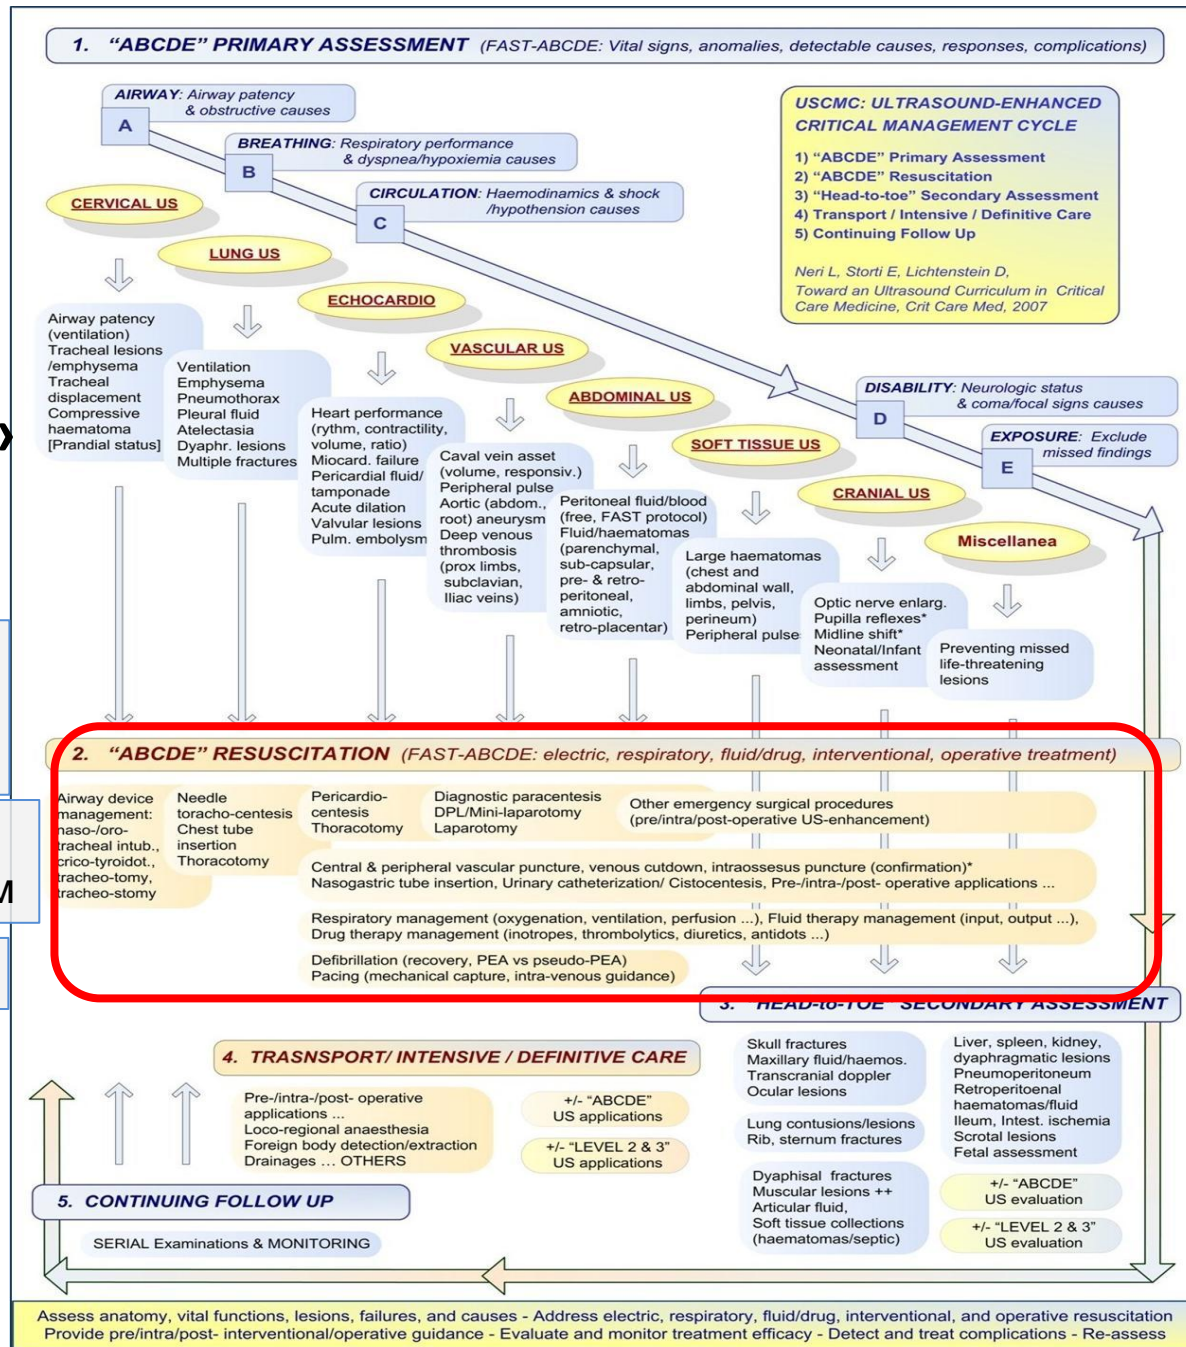 1. “ABCDE” PRIMARY ASSESSMENT (FAST-ABCDE: Vital signs, anomalies, detectable causes, responses, complications)
AIRWAY: Airway patency
& obstructive causes
A
BREATHING: Respiratory performance
& dyspnea/hypoxiemia causes
B
CIRCULATION: Haemodinamics & shock
/hypothension causes
C
USCMC: ULTRASOUND-ENHANCED
CRITICAL MANAGEMENT CYCLE
1) “ABCDE” Primary Assessment
2) “ABCDE” Resuscitation
3) “Head-to-toe” Secondary Assessment
4) Transport / Intensive / Definitive Care
5) Continuing Follow Up
Neri L, Storti E, Lichtenstein D,
Toward an Ultrasound Curriculum in Critical
Care Medicine, Crit Care Med, 2007
DISABILITY: Neurologic status
& coma/focal signs causes
D
EXPOSURE: Exclude
missed findings
E
CERVICAL US
Airway patency
(ventilation)
Tracheal lesions
/emphysema
Tracheal
displacement
Compressive
haematoma
[Prandial status]
LUNG US
Ventilation
Emphysema
Pneumothorax
Pleural fluid
Atelectasia
Dyaphr. lesions
Multiple fractures
ECHOCARDIO
Heart performance
(rythm, contractility,
volume, ratio)
Miocard. failure
Pericardial fluid/
tamponade
Acute dilation
Valvular lesions
Pulm. embolysm
VASCULAR US
Caval vein asset
(volume, responsiv.)
Peripheral pulse
Aortic (abdom.,
root) aneurysm
Deep venous
thrombosis
(prox limbs,
subclavian,
Iliac veins)
ABDOMINAL US
Peritoneal fluid/blood
(free, FAST protocol)
Fluid/haematomas
(parenchymal,
sub-capsular,
pre- & retro-
peritoneal,
amniotic,
retro-placentar)
SOFT TISSUE US
Large haematomas
(chest and
abdominal wall,
limbs, pelvis,
perineum)
Peripheral pulses
CRANIAL US
Optic nerve enlarg.
Pupilla reflexes*
Midline shift*
Neonatal/Infant
assessment
Miscellanea
Preventing missed
life-threatening
lesions
2. “ABCDE” RESUSCITATION (FAST-ABCDE: electric, respiratory, fluid/drug, interventional, operative treatment)
Airway device
management:
naso-/oro-
tracheal intub.,
crico-tyroidot.,
tracheo-tomy,
tracheo-stomy
Needle
toracho-centesis
Chest tube
insertion
Thoracotomy
Pericardio-
centesis
Thoracotomy
Diagnostic paracentesis
DPL/Mini-laparotomy
Laparotomy
Other emergency surgical procedures
(pre/intra/post-operative US-enhancement)
Central & peripheral vascular puncture, venous cutdown, intraossesus puncture (confirmation)*
Nasogastric tube insertion, Urinary catheterization/ Cistocentesis, Pre-/intra-/post- operative applications ...
Respiratory management (oxygenation, ventilation, perfusion ...), Fluid therapy management (input, output ...),
Drug therapy management (inotropes, thrombolytics, diuretics, antidots ...)
Defibrillation (recovery, PEA vs pseudo-PEA)
Pacing (mechanical capture, intra-venous guidance)
M
3. “HEAD-to-TOE” SECONDARY ASSESSMENT
Skull fractures
Maxillary fluid/haemos.
Transcranial doppler
Ocular lesions
Lung contusions/lesions
Rib, sternum fractures
Dyaphisal fractures
Muscular lesions ++
Articular fluid,
Soft tissue collections
(haematomas/septic)
Liver, spleen, kidney,
dyaphragmatic lesions
Pneumoperitoneum
Retroperitoenal
haematomas/fluid
Ileum, Intest. ischemia
Scrotal lesions
Fetal assessment
+/- “ABCDE”
US evaluation
+/- “LEVEL 2 & 3”
US evaluation
4. TRASNSPORT/ INTENSIVE / DEFINITIVE CARE
Pre-/intra-/post- operative
applications ...
Loco-regional anaesthesia
Foreign body detection/extraction
Drainages ... OTHERS
+/- “ABCDE”
US applications
+/- “LEVEL 2 & 3”
US applications
5. CONTINUING FOLLOW UP
SERIAL Examinations & MONITORING
Assess anatomy, vital functions, lesions, failures, and causes - Address electric, respiratory, fluid/drug, interventional, and operative resuscitation
Provide pre/intra/post- interventional/operative guidance - Evaluate and monitor treatment efficacy - Detect and treat complications - Re-assess